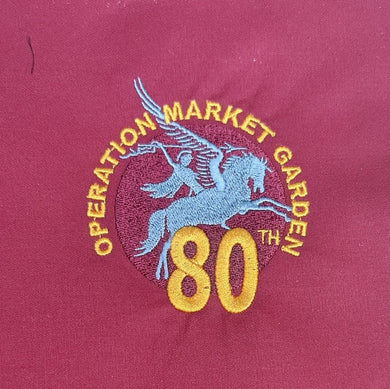 OPERATION MARKET GARDEN
80TH